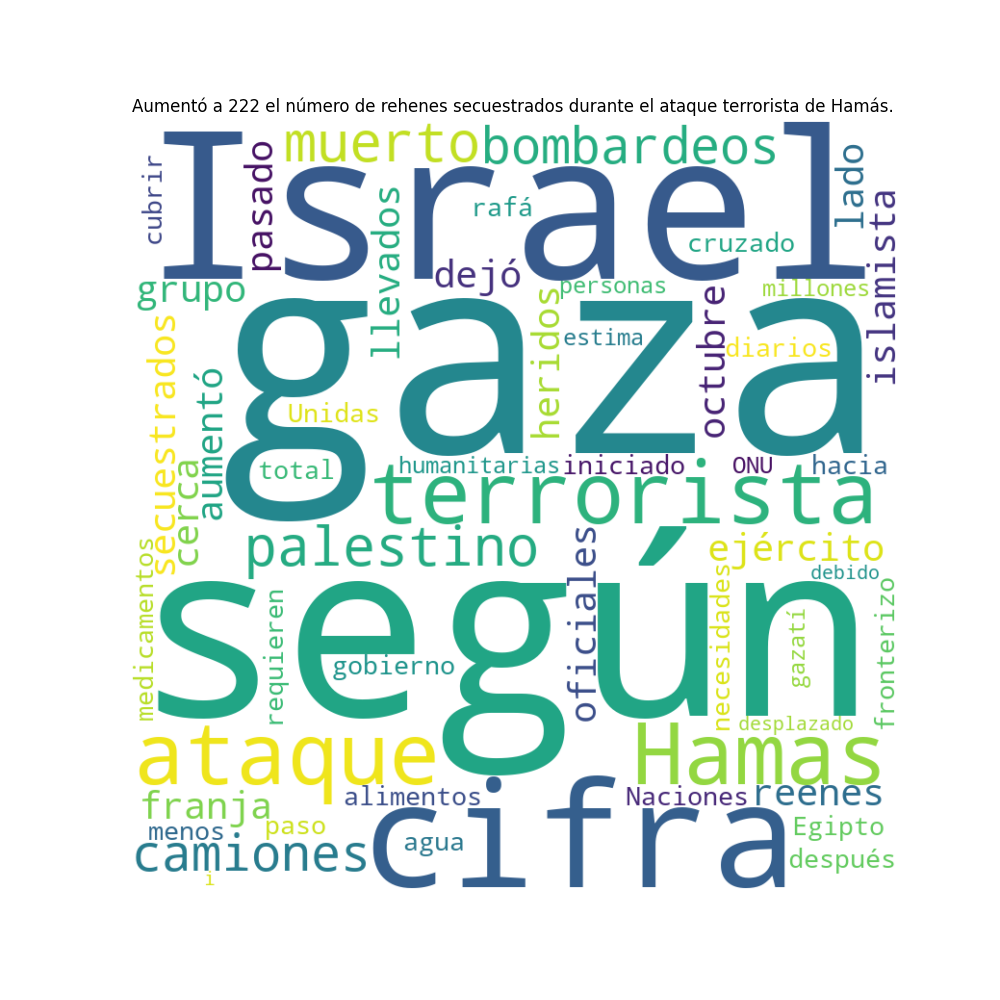 Aumentó a 222 el número de rehenes secuestrados durante el ataque terrorista de Hamás.
Israel
muerto
bombardeos
cubrir
pasado
llevados
rafá
lado
islamista
cruzado
dejó
grupo
personas
millones
gaza
heridos
estima
octubre
diarios
secuestrados
aumentó
Unidas
cerca
total
humanitarias
iniciado
ONU
hacia
terrorista
palestino
oficiales
ejército
debido
medicamentos
requieren
según
gobierno
necesidades
gazatí
fronterizo
desplazado
ataque
Hamas
franja
alimentos
cifra
Naciones
reenes
menos
paso
agua
Egipto
camiones
después
i